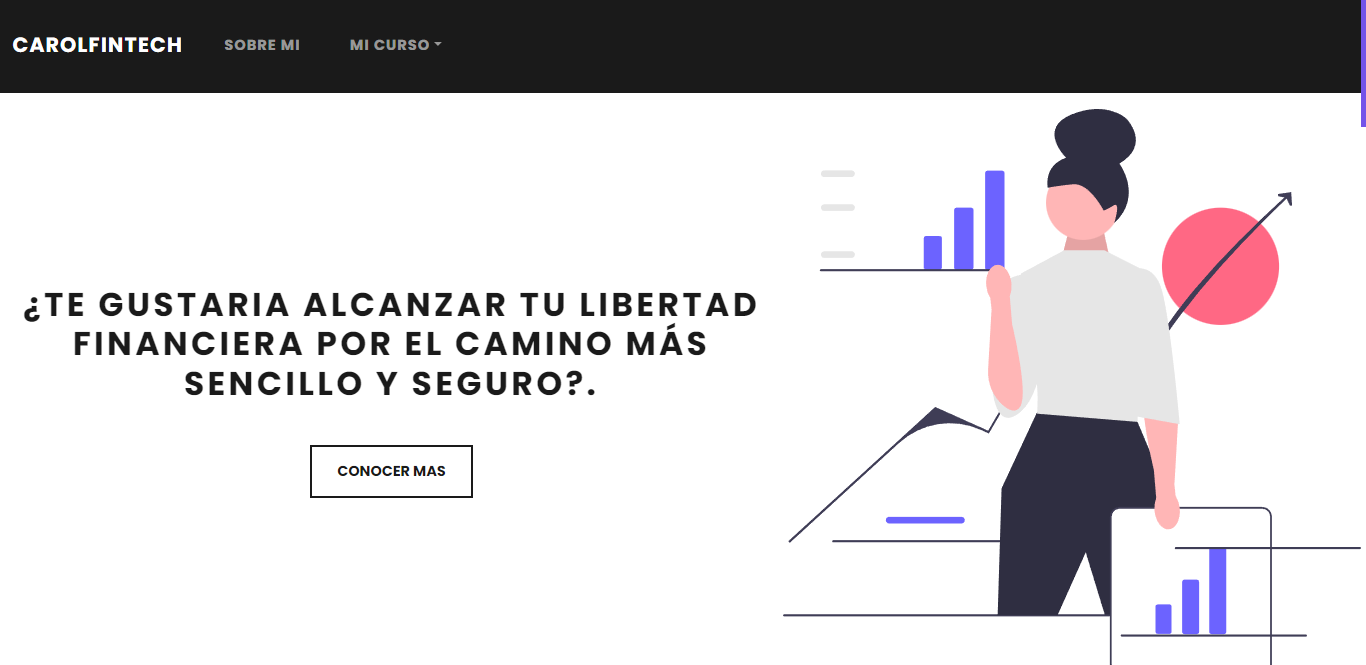 CAROLFINTECH SOBRE MI MI CURSO
¿TE GUSTARIA ALCANZAR TU LIBERTAD
FINANCIERA POR EL CAMINO MÁS
SENCILLO Y SEGURO?.
CONOCER MAS